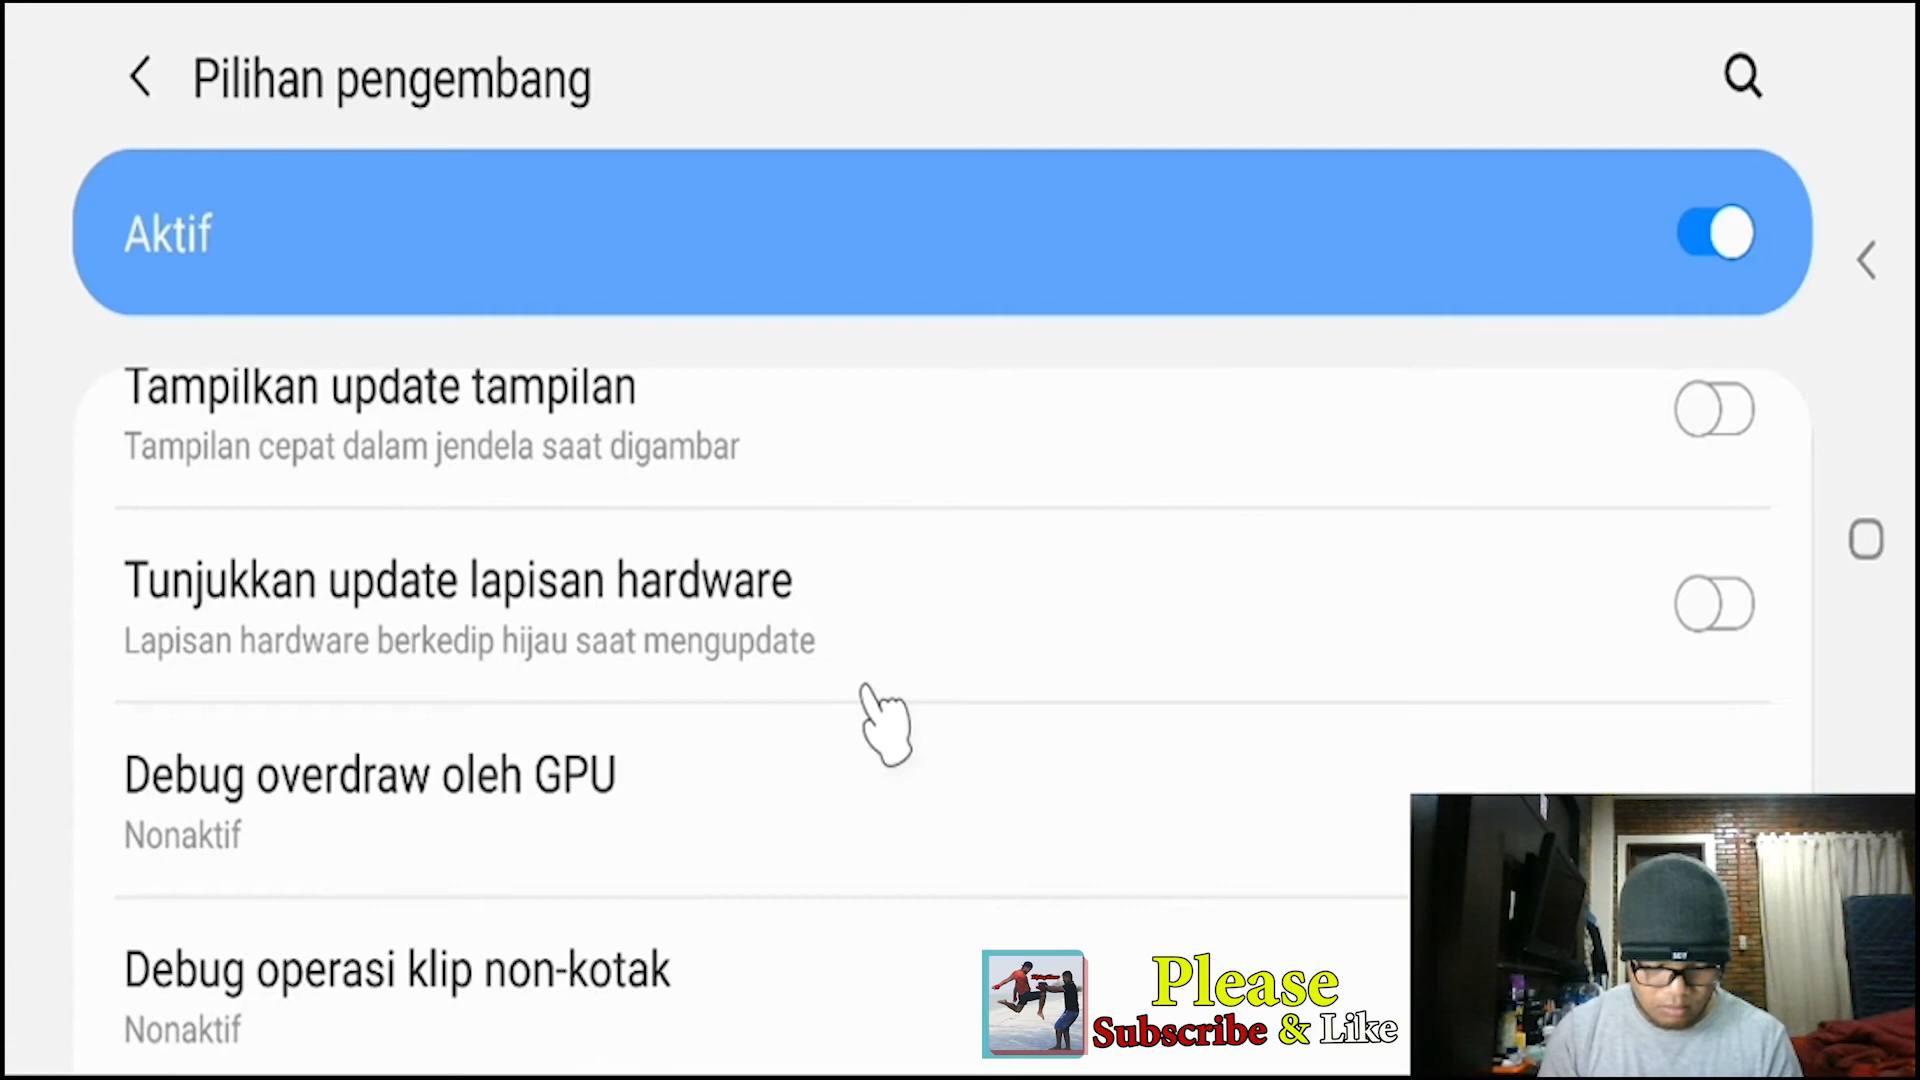 Pilihan pengembang
Aktif
Tampilkan update tampilan
Tampilan cepat dalam jendela saat digambar
Tunjukkan update lapisan hardware
Lapisan hardware berkedip hijau saat mengupdate
Debug overdraw oleh GPU
Nonaktif
Debug operasi klip non-kotak
Nonaktif
Please
Subscribe & Like